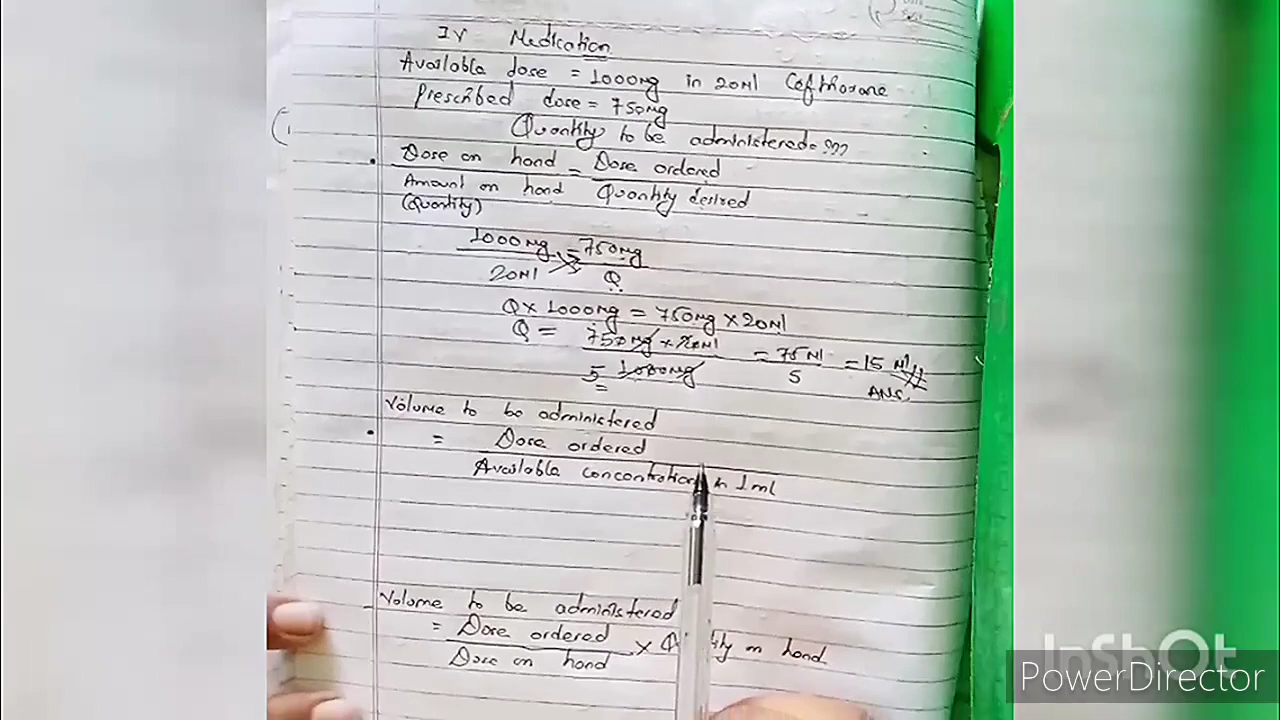 IV Medication
Available dose = 1000mg in 20Ml Cefthoxone
Prescribed dose = 750mg
Quantity to be administered=???
Dose on hand = Dose ordered
Amount on hand Quantity desired
(Quantity)
1000mg = 750mg
20Ml Q
Q x 1000mg = 750mg x 20Ml
Q = 750mg x 20Ml = 75Ml = 15 Ml
5 1000mg 5 ANS.
Volume to be administered
= Dose ordered
Available concentration in 1ml
Volume to be administered
= Dose ordered x on hand
Dose on hand
InShOt
PowerDirector